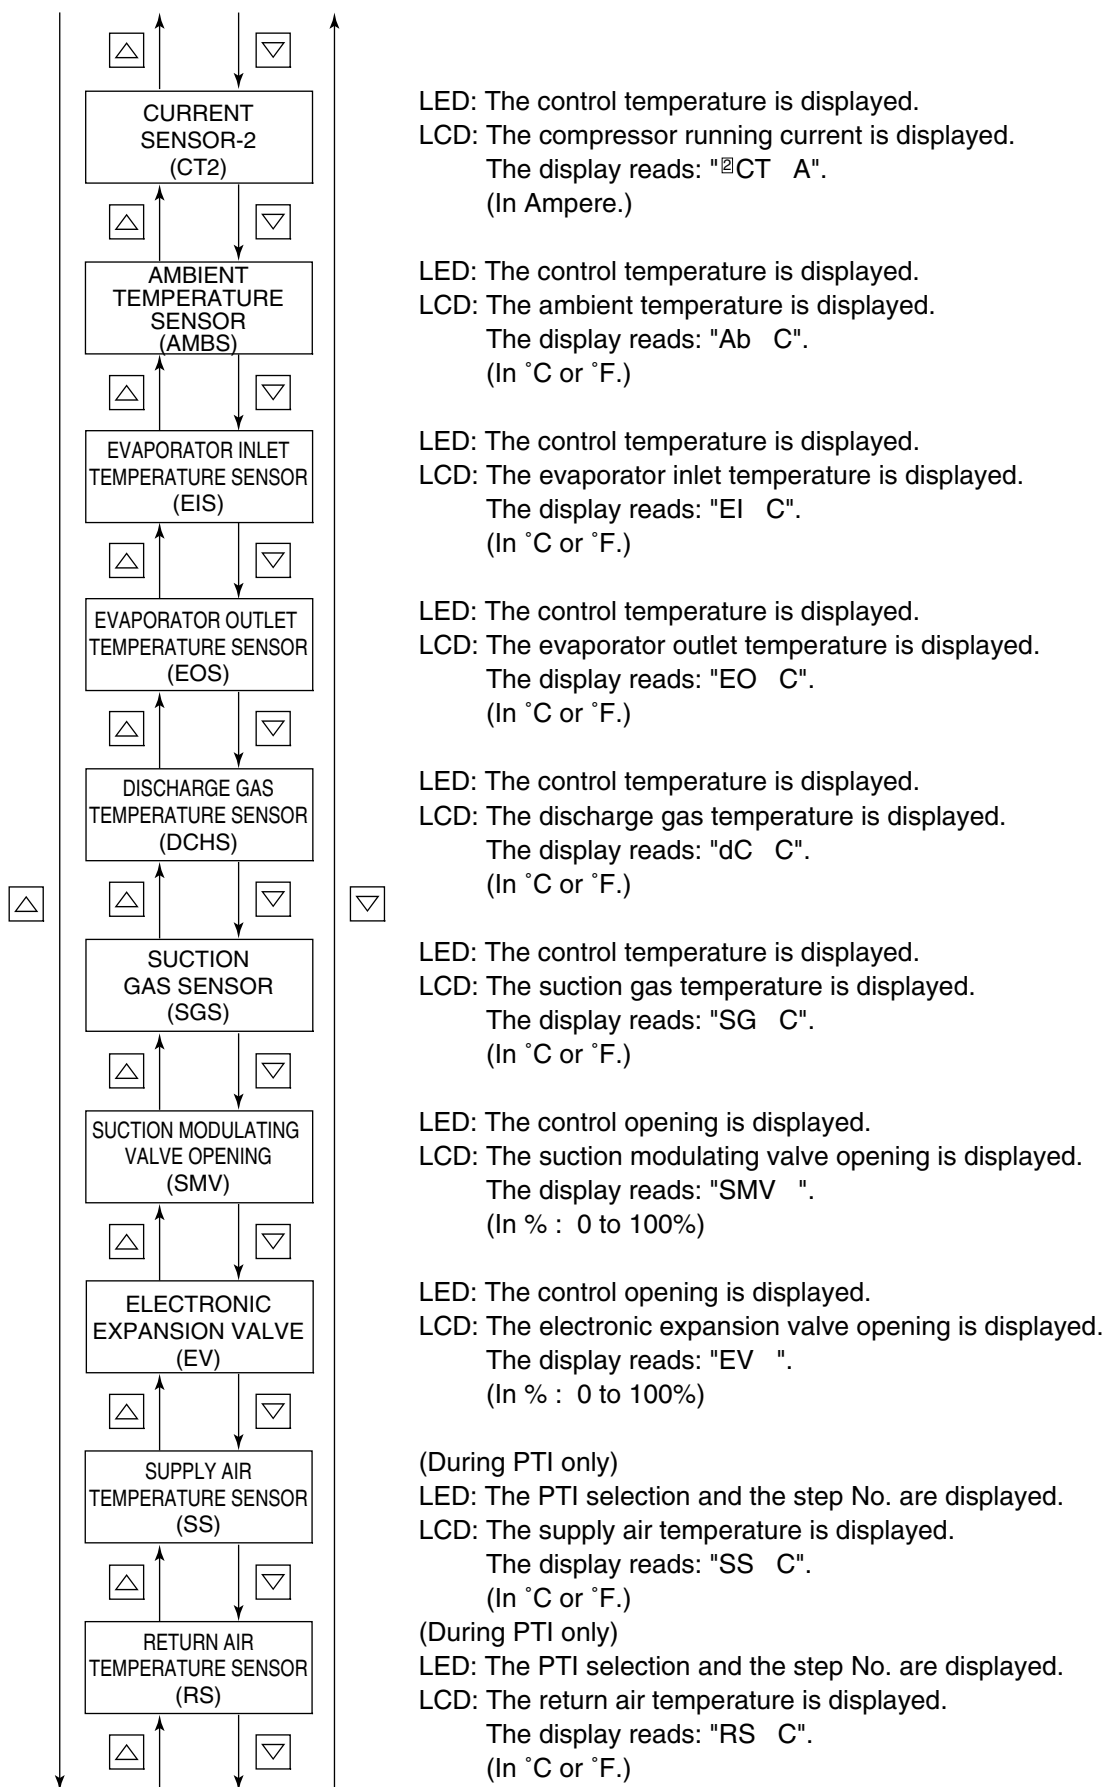 CURRENT
SENSOR-2
(CT2)
LED: The control temperature is displayed.
LCD: The compressor running current is displayed.
The display reads: "2CT   A".
(In Ampere.)
AMBIENT
TEMPERATURE
SENSOR
(AMBS)
LED: The control temperature is displayed.
LCD: The ambient temperature is displayed.
The display reads: "Ab   C".
(In ˚C or ˚F.)
EVAPORATOR INLET
TEMPERATURE SENSOR
(EIS)
LED: The control temperature is displayed.
LCD: The evaporator inlet temperature is displayed.
The display reads: "EI   C".
(In ˚C or ˚F.)
EVAPORATOR OUTLET
TEMPERATURE SENSOR
(EOS)
LED: The control temperature is displayed.
LCD: The evaporator outlet temperature is displayed.
The display reads: "EO   C".
(In ˚C or ˚F.)
DISCHARGE GAS
TEMPERATURE SENSOR
(DCHS)
LED: The control temperature is displayed.
LCD: The discharge gas temperature is displayed.
The display reads: "dC   C".
(In ˚C or ˚F.)
SUCTION
GAS SENSOR
(SGS)
LED: The control temperature is displayed.
LCD: The suction gas temperature is displayed.
The display reads: "SG   C".
(In ˚C or ˚F.)
SUCTION MODULATING
VALVE OPENING
(SMV)
LED: The control opening is displayed.
LCD: The suction modulating valve opening is displayed.
The display reads: "SMV   ".
(In % :  0 to 100%)
ELECTRONIC
EXPANSION VALVE
(EV)
LED: The control opening is displayed.
LCD: The electronic expansion valve opening is displayed.
The display reads: "EV   ".
(In % :  0 to 100%)
SUPPLY AIR
TEMPERATURE SENSOR
(SS)
(During PTI only)
LED: The PTI selection and the step No. are displayed.
LCD: The supply air temperature is displayed.
The display reads: "SS   C".
(In ˚C or ˚F.)
RETURN AIR
TEMPERATURE SENSOR
(RS)
(During PTI only)
LED: The PTI selection and the step No. are displayed.
LCD: The return air temperature is displayed.
The display reads: "RS   C".
(In ˚C or ˚F.)